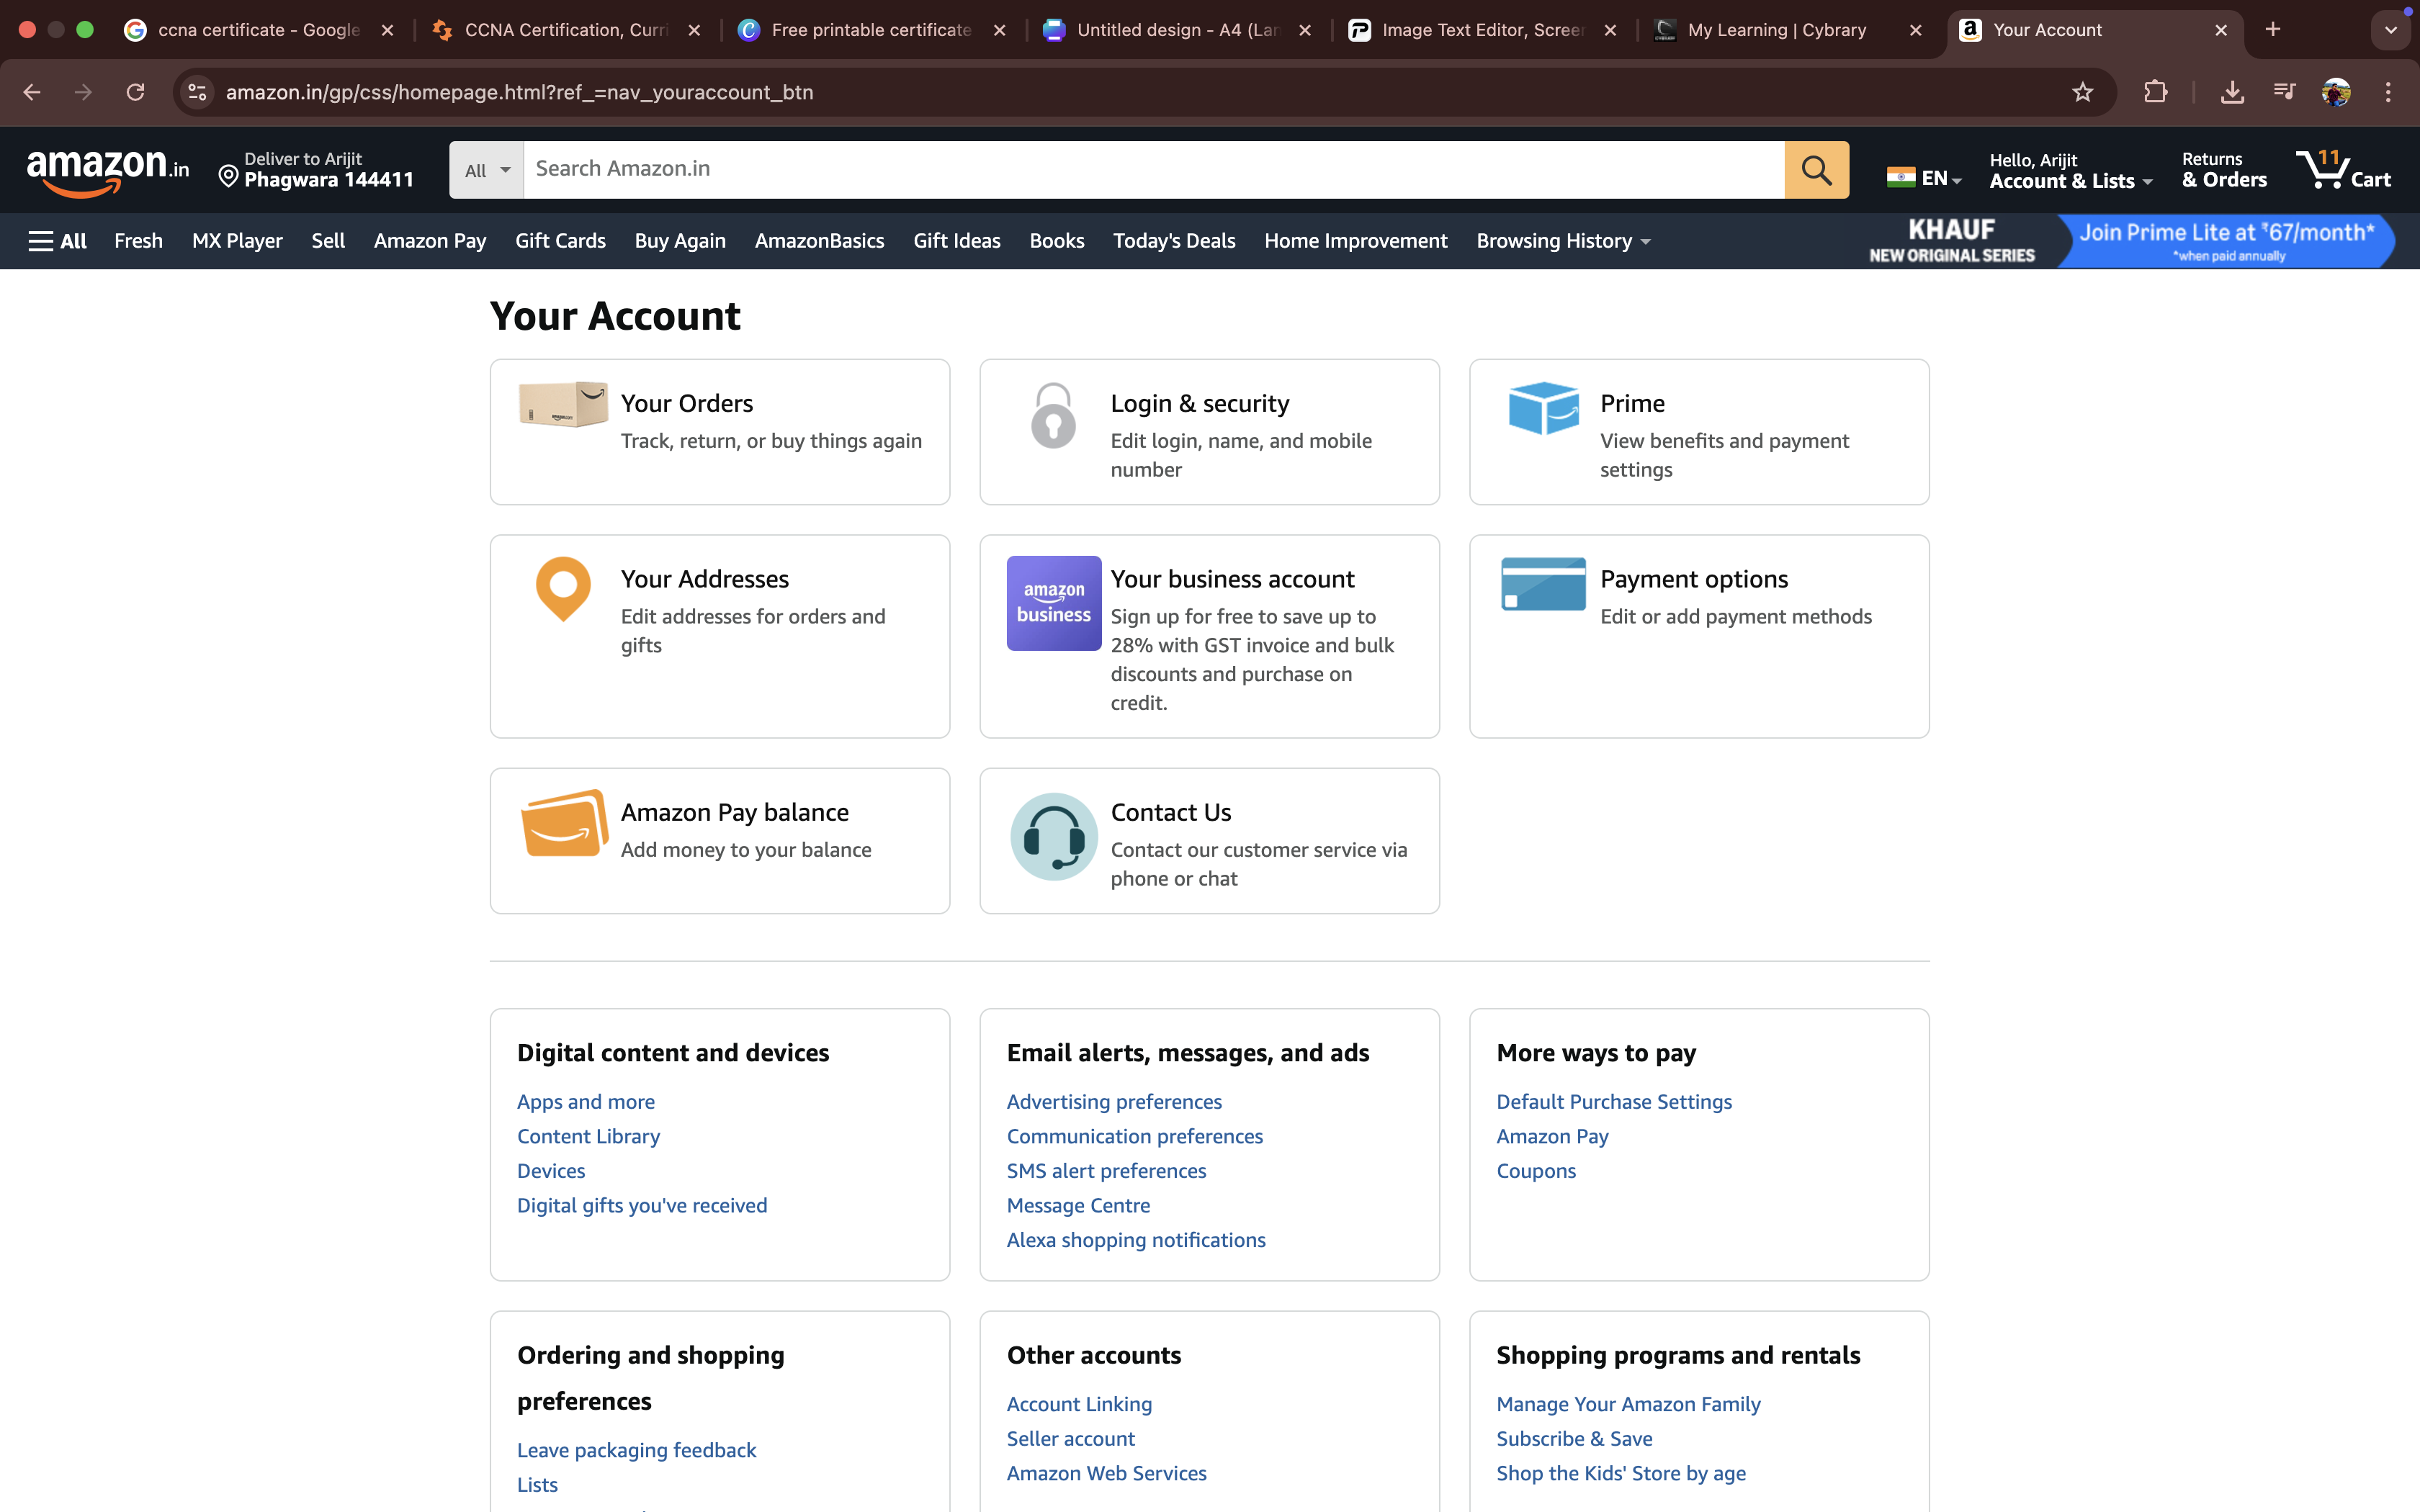 ccna certificate - Google
CCNA Certification, Curri
Free printable certificate
Untitled design - A4 (Lan
Image Text Editor, Screen
My Learning | Cybrary
Your Account
amazon.in/gp/css/homepage.html?ref_=nav_youraccount_btn
amazon.in
Deliver to Arijit
Phagwara 144411
All
Search Amazon.in
EN
Hello, Arijit
Account & Lists
Returns
& Orders
11
Cart
All
Fresh
MX Player
Sell
Amazon Pay
Gift Cards
Buy Again
AmazonBasics
Gift Ideas
Books
Today's Deals
Home Improvement
Browsing History
KHAUF
NEW ORIGINAL SERIES
Join Prime Lite at ₹67/month*
*when paid annually
Your Account
Your Orders
Track, return, or buy things again
Login & security
Edit login, name, and mobile
number
Prime
View benefits and payment
settings
Your Addresses
Edit addresses for orders and
gifts
amazon
business
Your business account
Sign up for free to save up to
28% with GST invoice and bulk
discounts and purchase on
credit.
Payment options
Edit or add payment methods
Amazon Pay balance
Add money to your balance
Contact Us
Contact our customer service via
phone or chat
Digital content and devices
Apps and more
Content Library
Devices
Digital gifts you've received
Email alerts, messages, and ads
Advertising preferences
Communication preferences
SMS alert preferences
Message Centre
Alexa shopping notifications
More ways to pay
Default Purchase Settings
Amazon Pay
Coupons
Ordering and shopping
preferences
Leave packaging feedback
Lists
Other accounts
Account Linking
Seller account
Amazon Web Services
Shopping programs and rentals
Manage Your Amazon Family
Subscribe & Save
Shop the Kids' Store by age